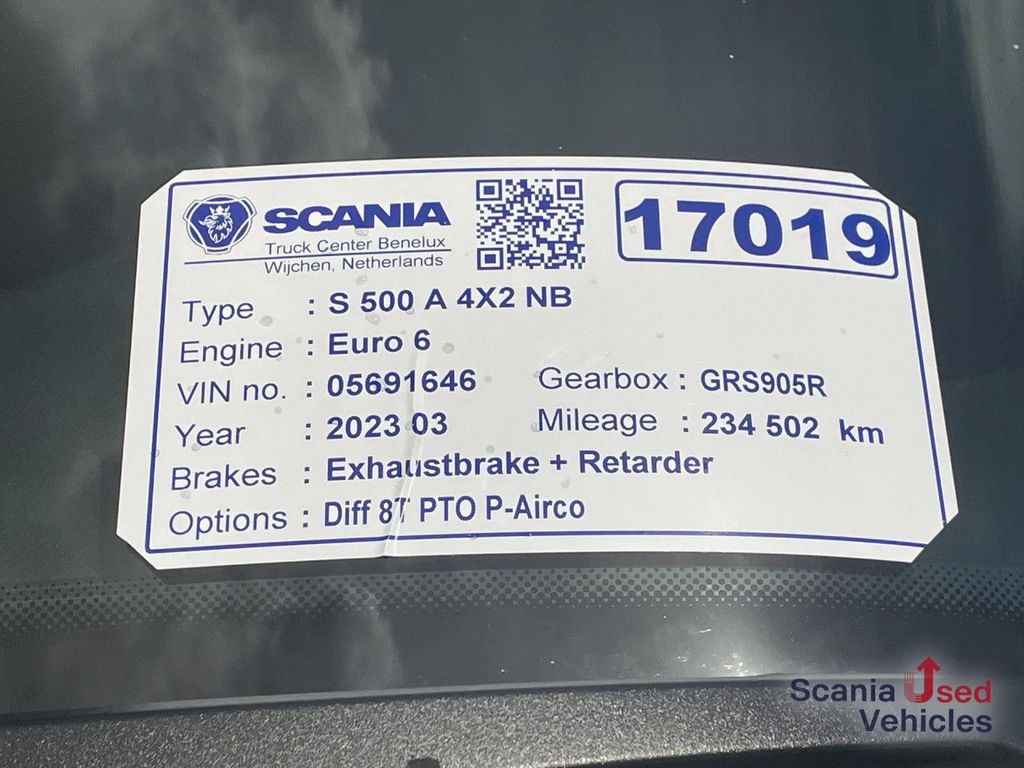 SCANIA
Truck Center Benelux
Wijchen, Netherlands
17019
Type : S 500 A 4X2 NB
Engine : Euro 6
VIN no. : 05691646 Gearbox : GRS905R
Year : 2023 03 Mileage : 234 502 km
Brakes : Exhaustbrake + Retarder
Options : Diff 8T PTO P-Airco
Scania Used
Vehicles